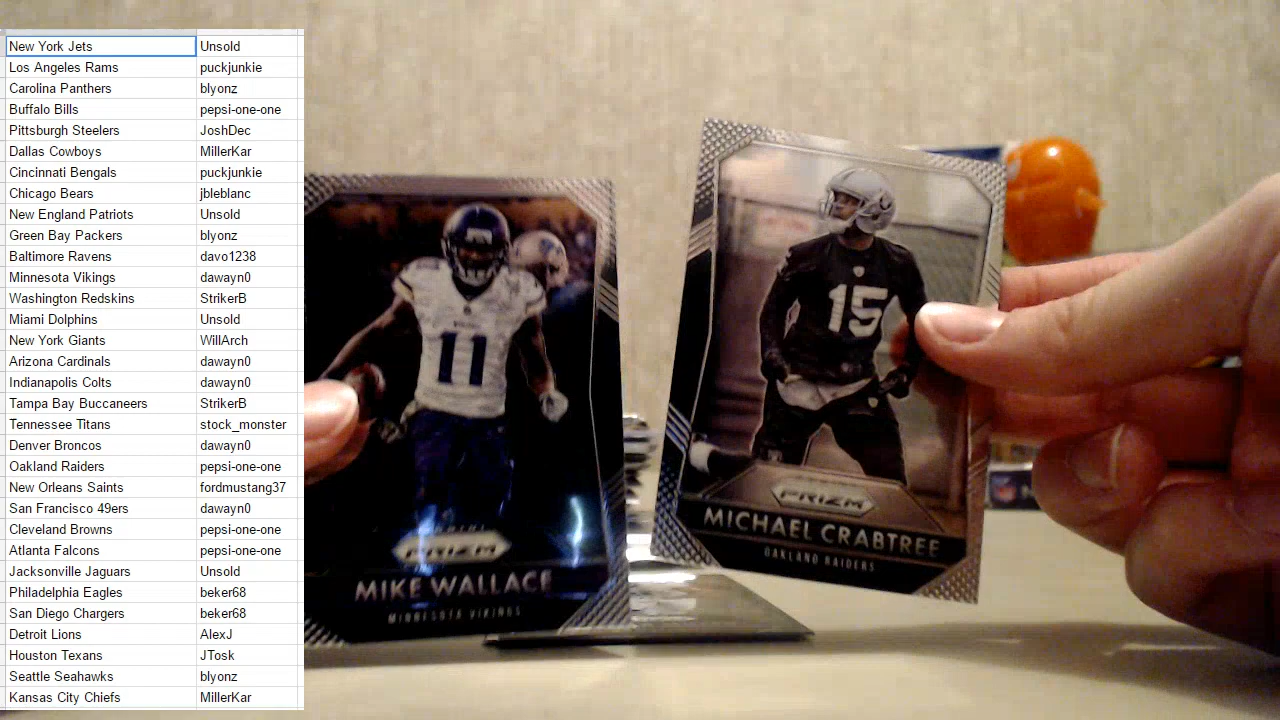 New York Jets Unsold
Los Angeles Rams puckjunkie
Carolina Panthers blyonz
Buffalo Bills pepsi-one-one
Pittsburgh Steelers JoshDec
Dallas Cowboys MillerKar
Cincinnati Bengals puckjunkie
Chicago Bears jbleblanc
New England Patriots Unsold
Green Bay Packers blyonz
Baltimore Ravens davo1238
Minnesota Vikings dawayn0
Washington Redskins StrikerB
Miami Dolphins Unsold
New York Giants WillArch
Arizona Cardinals dawayn0
Indianapolis Colts dawayn0
Tampa Bay Buccaneers StrikerB
Tennessee Titans stock_monster
Denver Broncos dawayn0
Oakland Raiders pepsi-one-one
New Orleans Saints fordmustang37
San Francisco 49ers dawayn0
Cleveland Browns pepsi-one-one
Atlanta Falcons pepsi-one-one
Jacksonville Jaguars Unsold
Philadelphia Eagles beker68
San Diego Chargers beker68
Detroit Lions AlexJ
Houston Texans JTosk
Seattle Seahawks blyonz
Kansas City Chiefs MillerKar
11
PRIZM
MIKE WALLACE
MINNESOTA VIKINGS
15
PRIZM
MICHAEL CRABTREE
OAKLAND RAIDERS